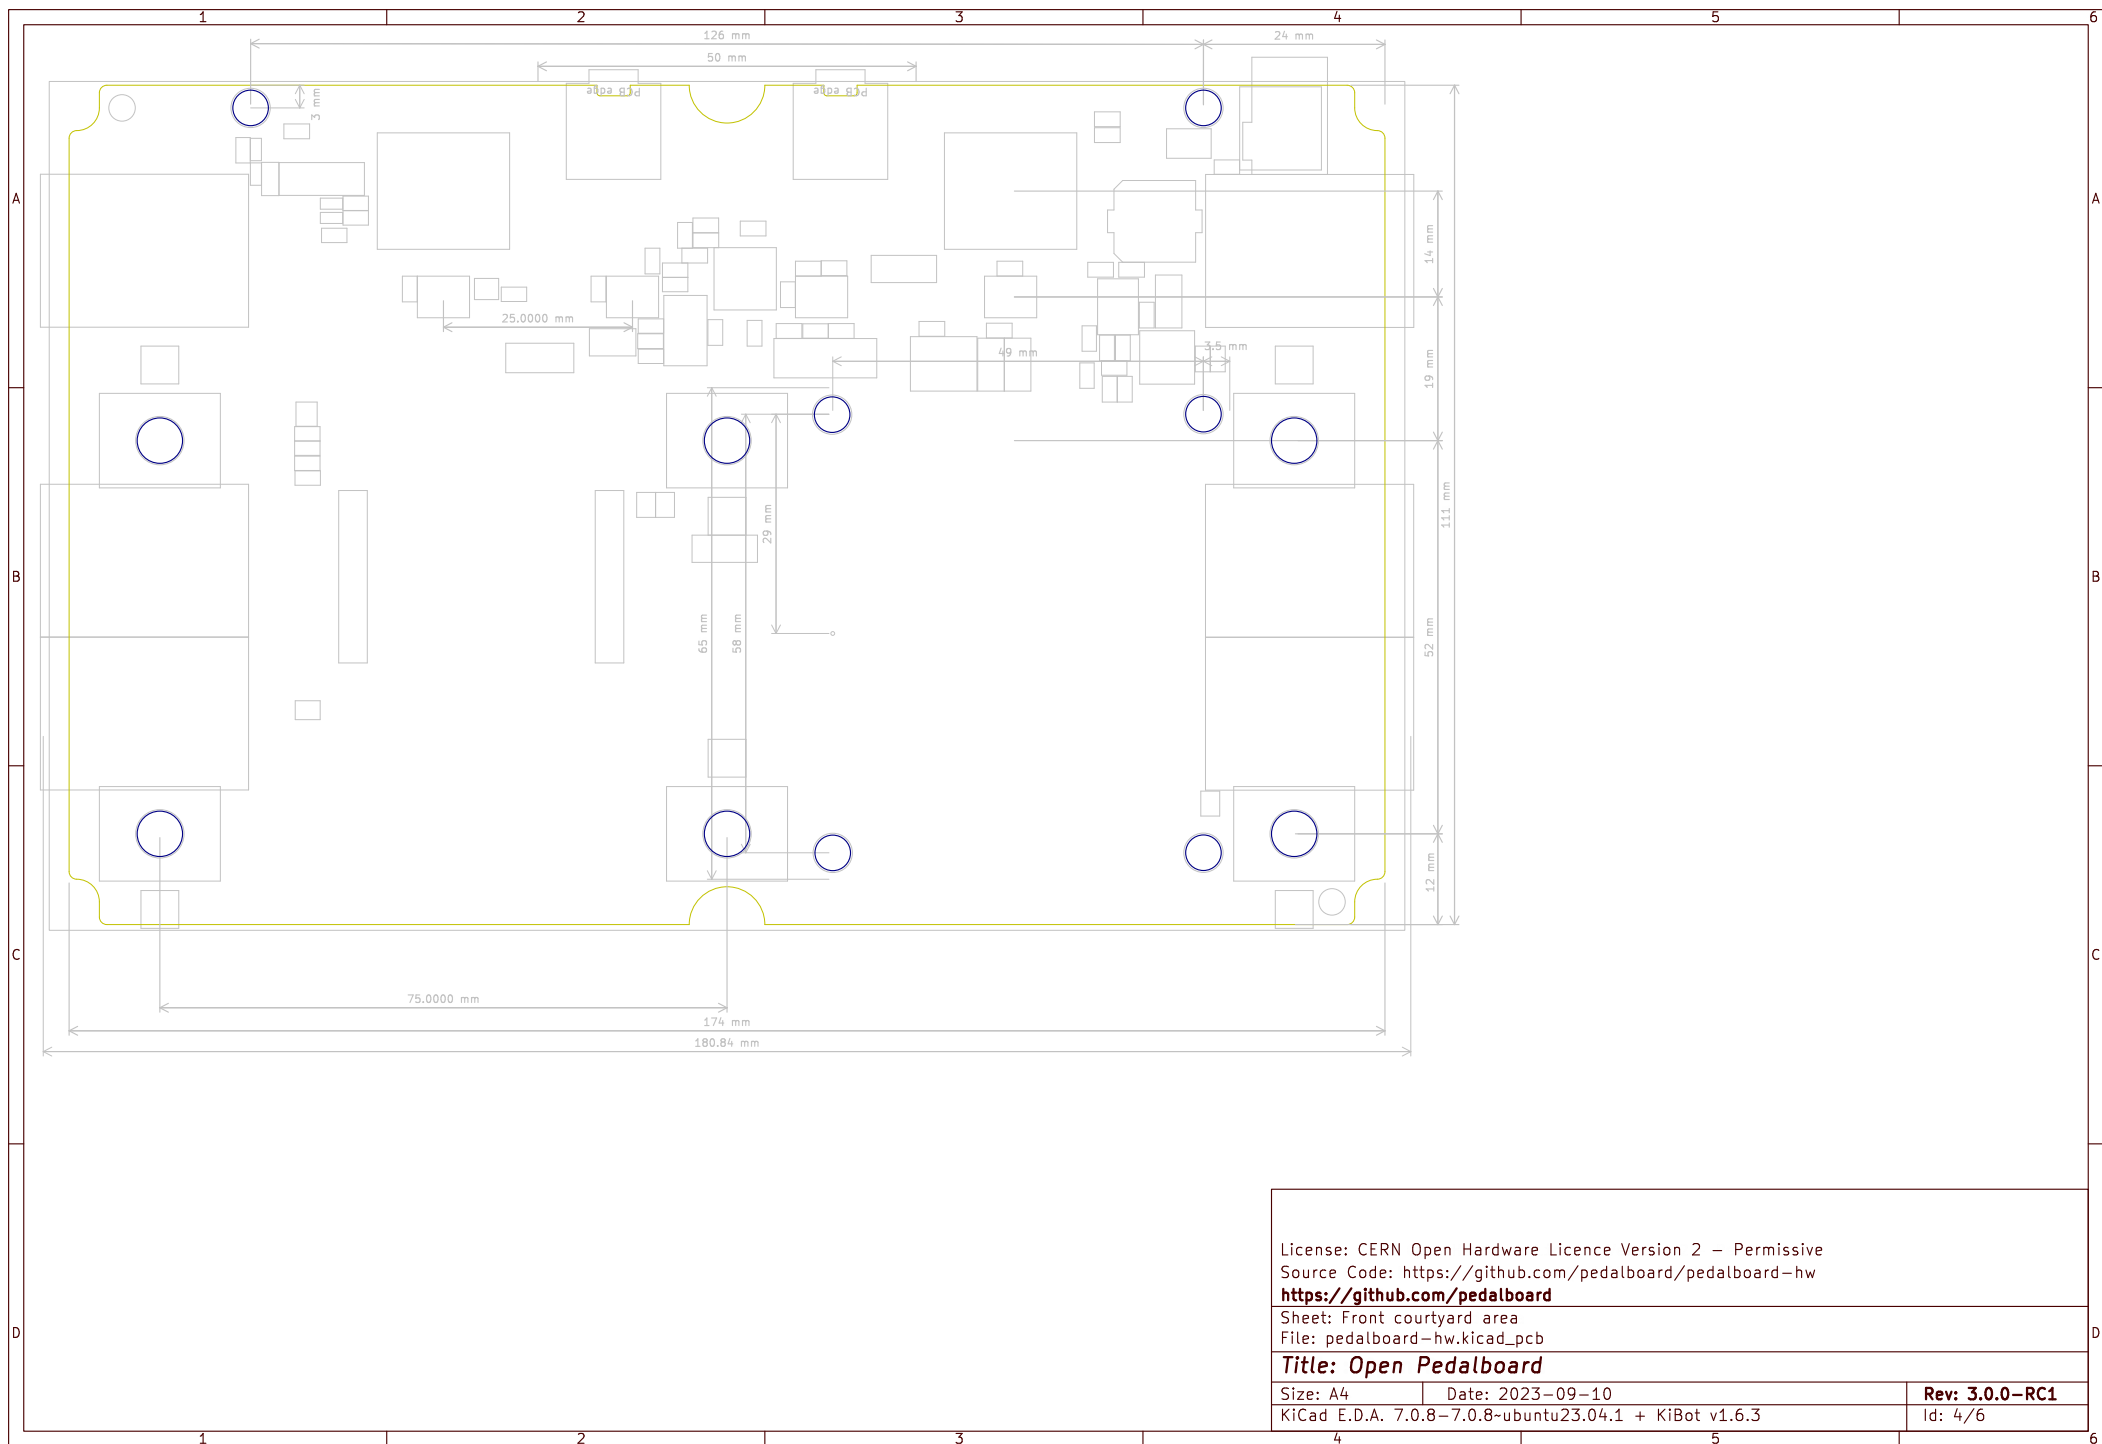 1 2 3 4 5 6
126 mm
24 mm
50 mm
3 mm
PCB edge
PCB edge
A
A
14 mm
25.0000 mm
49 mm
3.5 mm
19 mm
111 mm
29 mm
B
B
65 mm
58 mm
52 mm
12 mm
C
C
75.0000 mm
174 mm
180.84 mm
License: CERN Open Hardware Licence Version 2 – Permissive
Source Code: https://github.com/pedalboard/pedalboard-hw
https://github.com/pedalboard
Sheet: Front courtyard area
D
D
File: pedalboard-hw.kicad_pcb
Title: Open Pedalboard
Size: A4
Date: 2023-09-10
Rev: 3.0.0-RC1
KiCad E.D.A. 7.0.8-7.0.8~ubuntu23.04.1 + KiBot v1.6.3
Id: 4/6
1 2 3 4 5 6